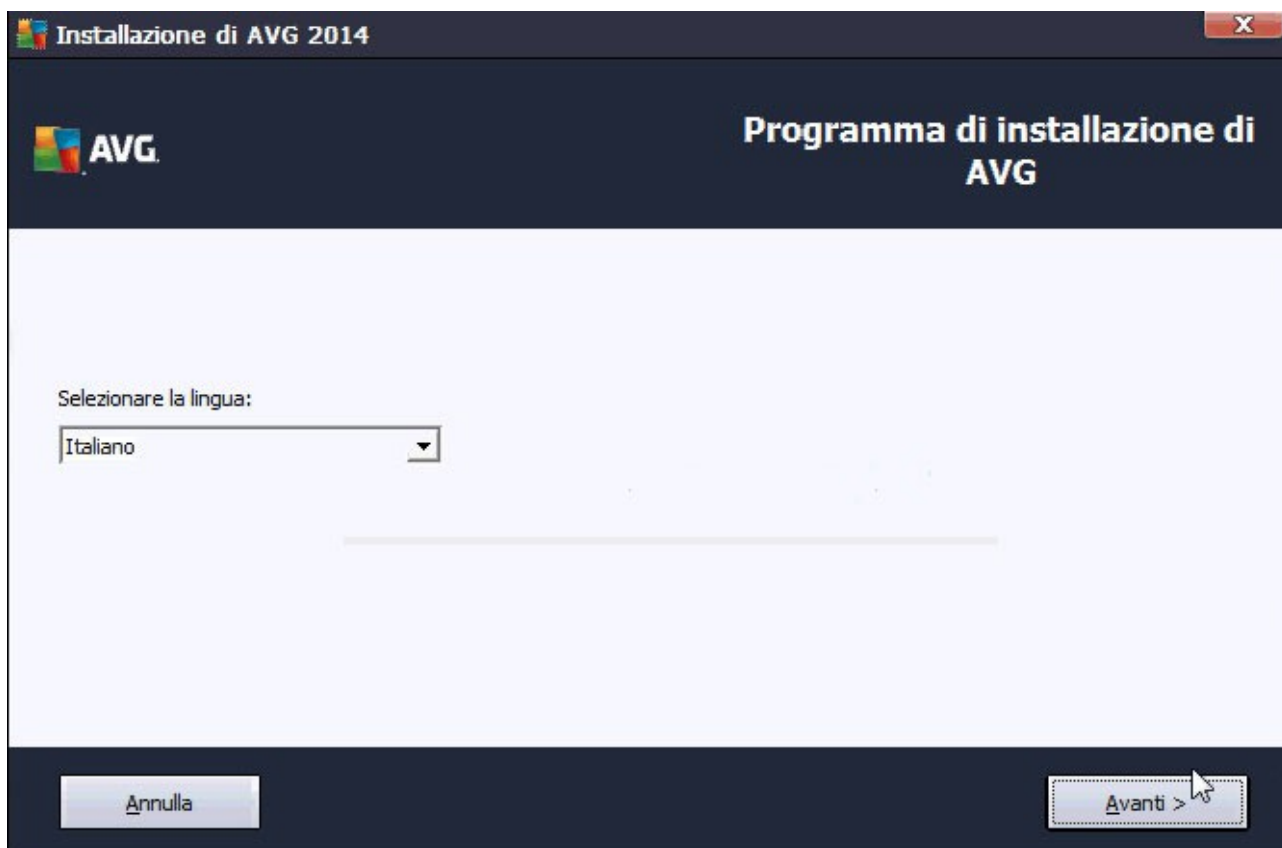 Installazione di AVG 2014
AVG.
Programma di installazione di
AVG
Selezionare la lingua:
Italiano
Annulla
Avanti >